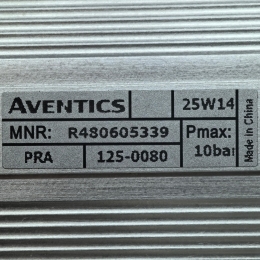 AVENTICS 25W14
MNR: R480605339 Pmax:
PRA 125-0080 10bar
Made in China